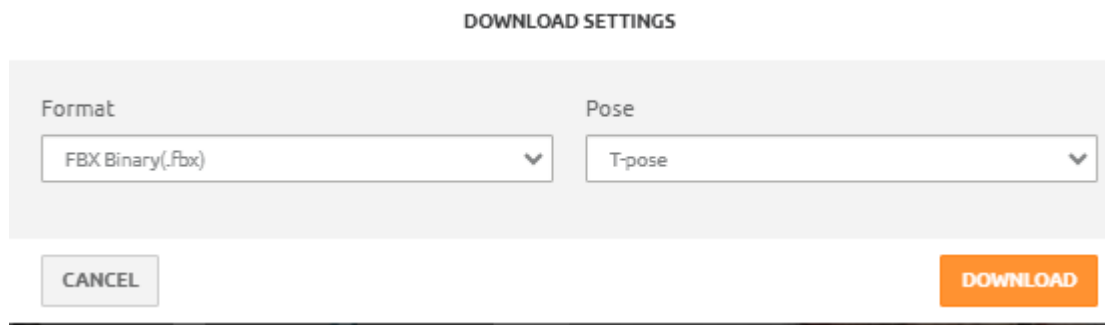 DOWNLOAD SETTINGS
Format
Pose
FBX Binary(.fbx)
T-pose
CANCEL
DOWNLOAD